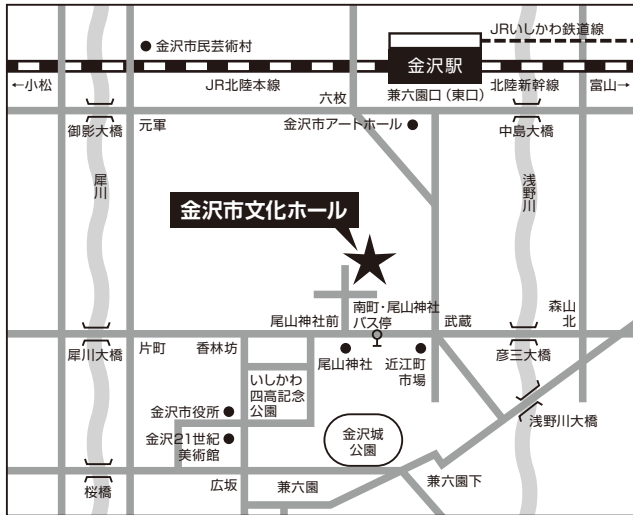 JRいしかわ鉄道線
● 金沢市民芸術村
金沢駅
←小松
JR北陸本線
兼六園口（東口）
北陸新幹線
富山→
六枚
御影大橋
元軍
金沢市アートホール ●
中島大橋
犀川
浅野川
金沢市文化ホール
尾山神社前
南町・尾山神社
バス停
武蔵
森山
北
犀川大橋
片町
香林坊
尾山神社
近江町
市場
彦三大橋
いしかわ
四高記念
公園
金沢市役所 ●
金沢21世紀 ●
美術館
金沢城
公園
浅野川大橋
桜橋
広坂
兼六園
兼六園下